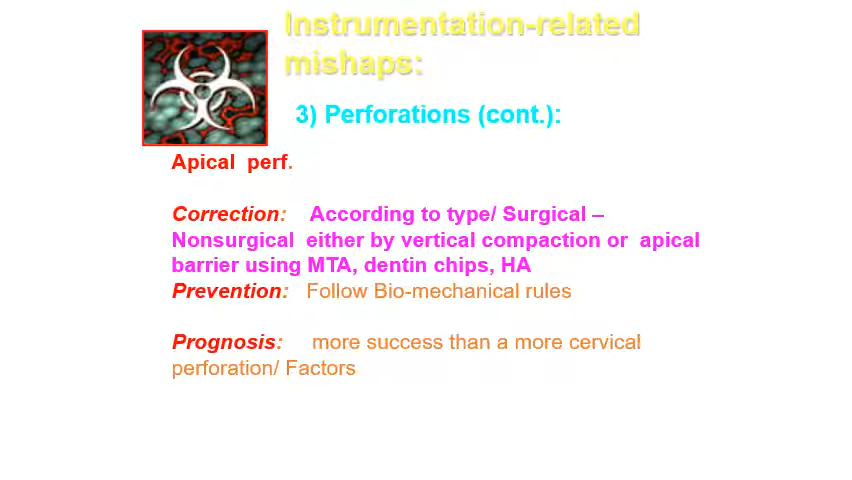 Instrumentation-related
mishaps:
3) Perforations (cont.):
Apical perf.
Correction: According to type/ Surgical –
Nonsurgical either by vertical compaction or apical
barrier using MTA, dentin chips, HA
Prevention: Follow Bio-mechanical rules
Prognosis: more success than a more cervical
perforation/ Factors